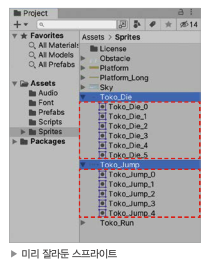 Project
14
Favorites
All Materials
All Models
All Prefabs
Assets
Audio
Font
Prefabs
Scripts
Sprites
Packages
Assets > Sprites
License
Obstacle
Platform
Platform_Long
Sky
Toko_Die
Toko_Die_0
Toko_Die_1
Toko_Die_2
Toko_Die_3
Toko_Die_4
Toko_Die_5
Toko_Jump
Toko_Jump_0
Toko_Jump_1
Toko_Jump_2
Toko_Jump_3
Toko_Jump_4
Toko_Run
▶ 미리 잘라둔 스프라이트